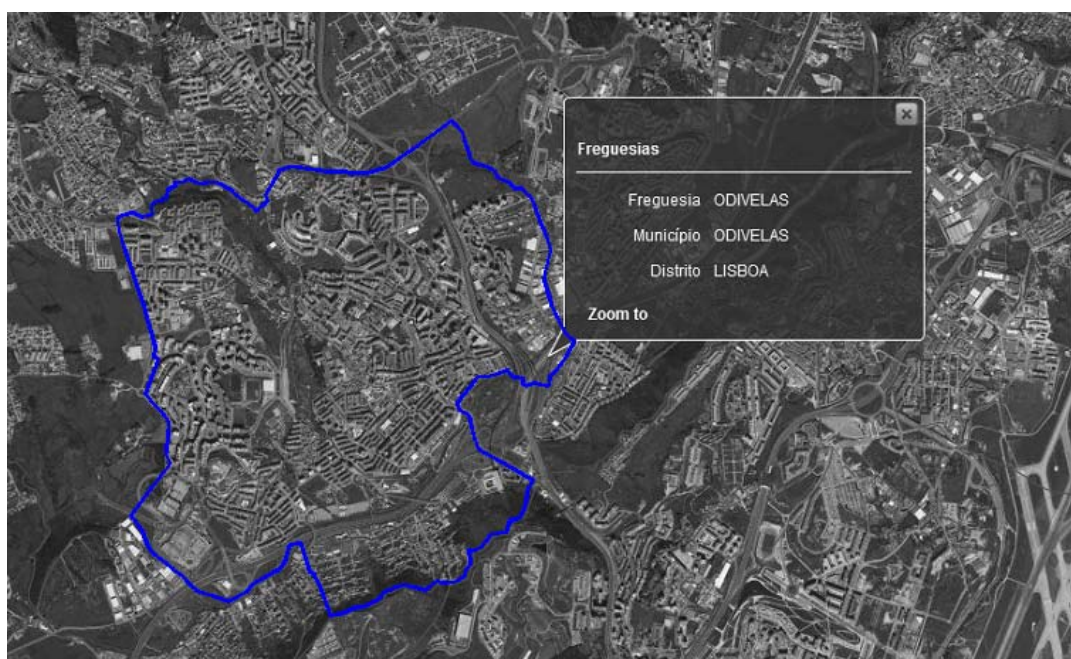 Freguesias
Freguesia ODIVELAS
Município ODIVELAS
Distrito LISBOA
Zoom to